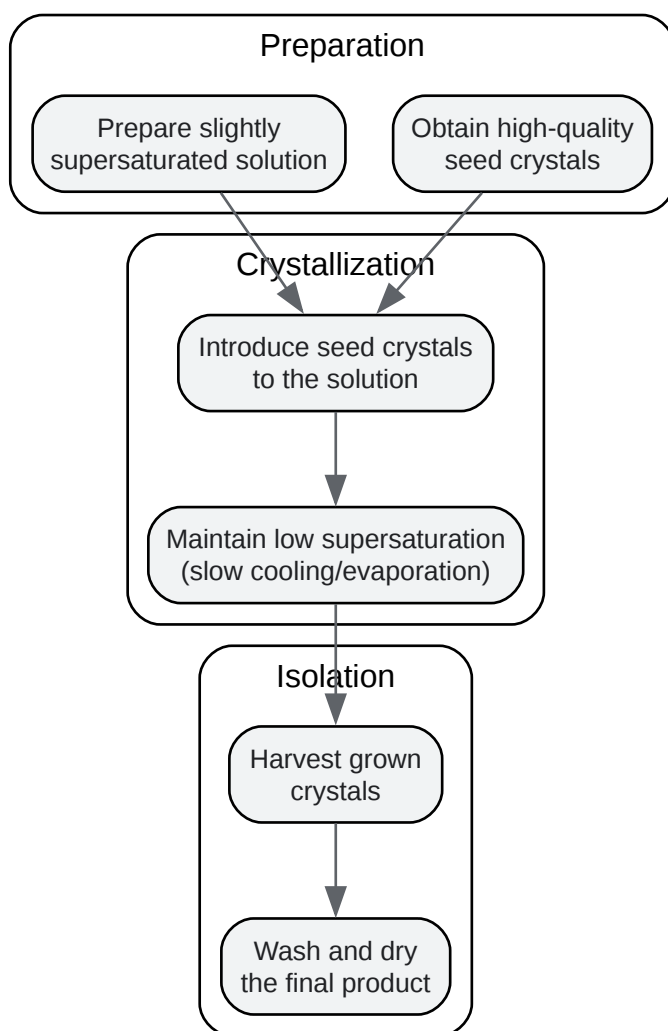 Preparation
Prepare slightly
supersaturated solution
Obtain high-quality
seed crystals
Crystallization
Introduce seed crystals
to the solution
Maintain low supersaturation
(slow cooling/evaporation)
Isolation
Harvest grown
crystals
Wash and dry
the final product